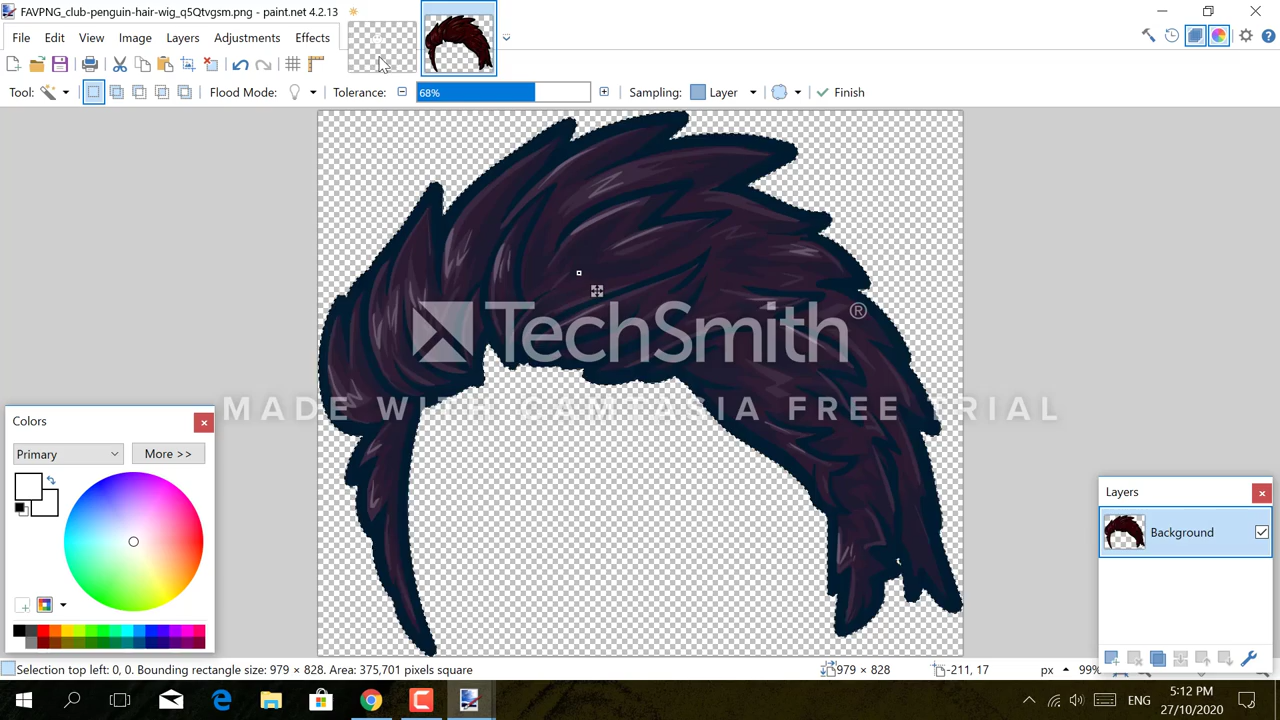 FAVPNG_club-penguin-hair-wig_q5Qtvgsm.png - paint.net 4.2.13
File Edit View Image Layers Adjustments Effects
Tool: Flood Mode: Tolerance: 68% Sampling: Layer Finish
TechSmith®
MADE WITH CAMTASIA FREE TRIAL
Colors
Primary More >>
Layers
Background
Selection top left: 0, 0. Bounding rectangle size: 979 × 828. Area: 375,701 pixels square 979 × 828 -211, 17 px 99%
ENG 5:12 PM
27/10/2020